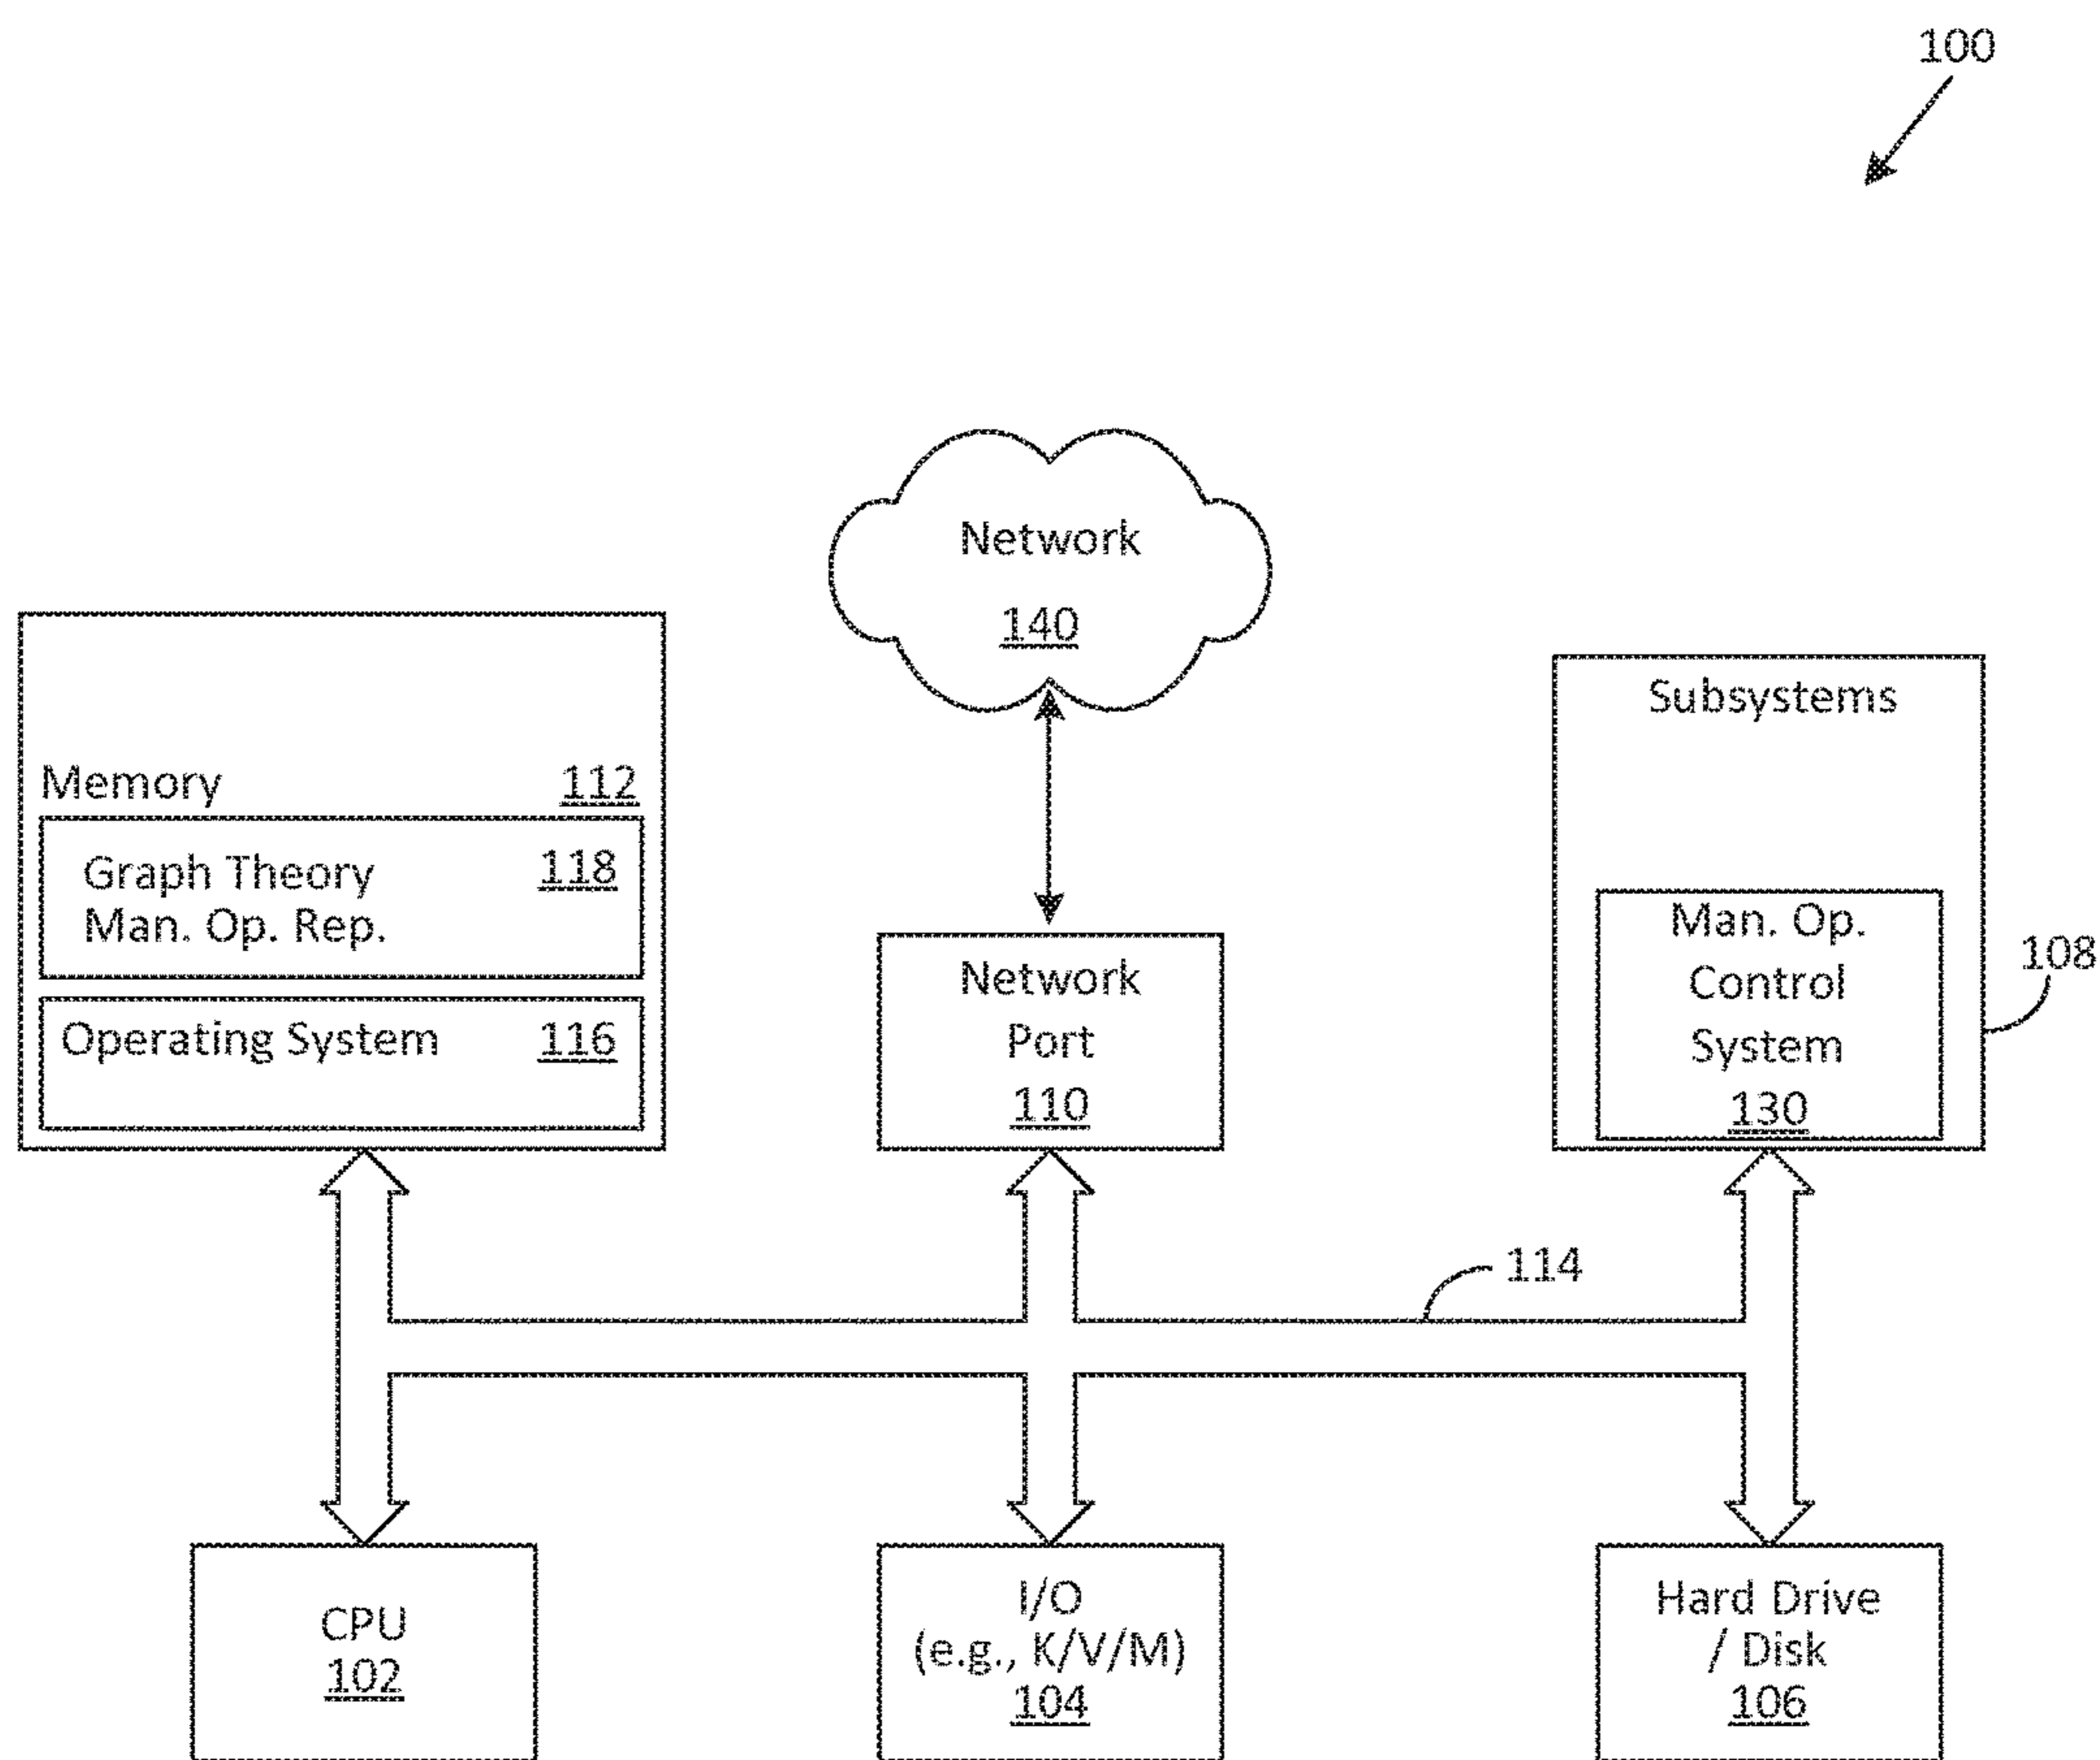 100
Network
140
Memory 112
Graph Theory 118
Man. Op. Rep.
Operating System 116
Network
Port
110
Subsystems
Man. Op.
Control
System
130
108
114
CPU
102
I/O
(e.g., K/V/M)
104
Hard Drive
/ Disk
106